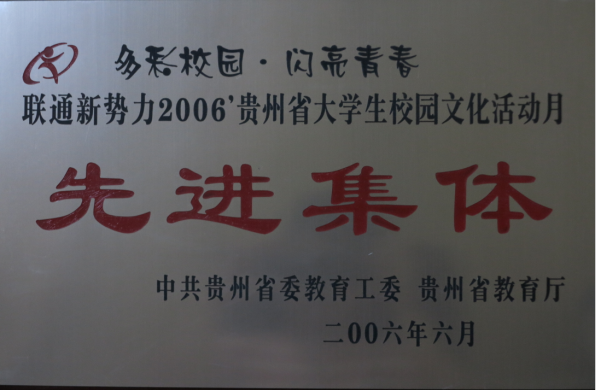 多彩校园·闪亮青春
联通新势力2006'贵州省大学生校园文化活动月
先进集体
中共贵州省委教育工委 贵州省教育厅
二00六年六月